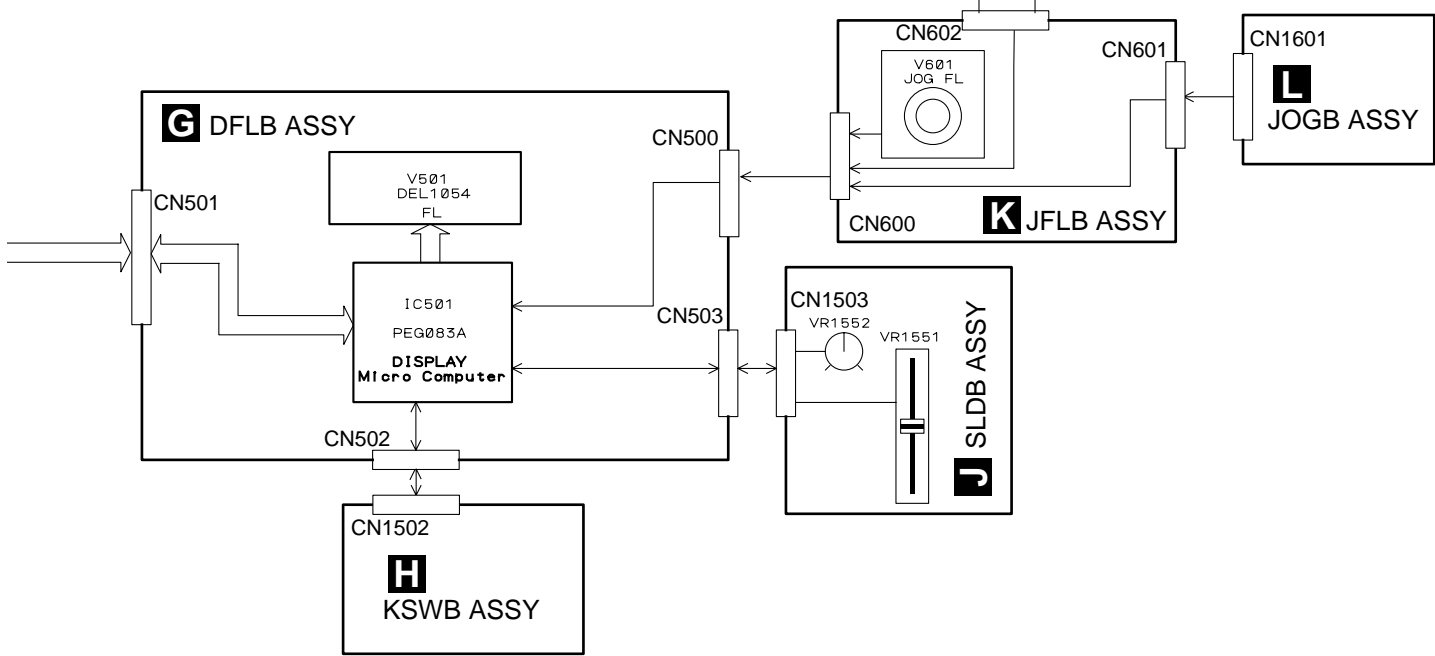 G DFLB ASSY
CN501
V501
DEL1054
FL
CN500
IC501
PEG083A
DISPLAY
Micro Computer
CN503
CN502
CN1502
H
KSWB ASSY
CN602
V601
JOG FL
CN601
CN600
K JFLB ASSY
CN1601
L
JOGB ASSY
CN1503
VR1552
VR1551
J SLDB ASSY